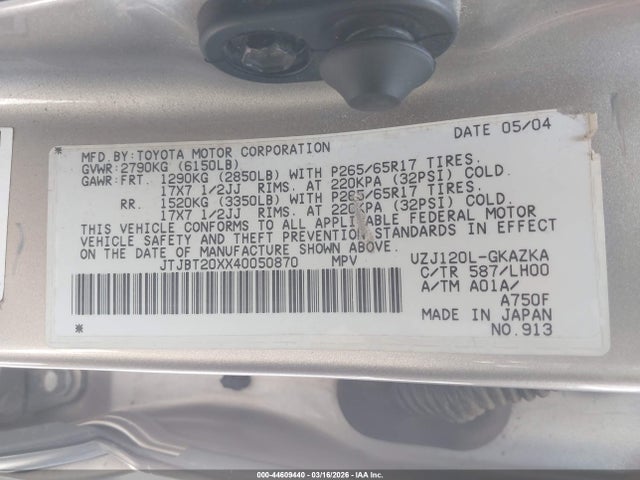 DATE 05/04
* MFD.BY:TOYOTA MOTOR CORPORATION
GVWR:2790KG (6150LB)
GAWR:FRT. 1290KG (2850LB) WITH P265/65R17 TIRES.
17X7 1/2JJ RIMS. AT 220KPA (32PSI) COLD.
RR. 1520KG (3350LB) WITH P265/65R17 TIRES.
17X7 1/2JJ RIMS. AT 220KPA (32PSI) COLD.
THIS VEHICLE CONFORMS TO ALL APPLICABLE FEDERAL MOTOR
VEHICLE SAFETY AND THEFT PREVENTION STANDARDS IN EFFECT
ON THE DATE OF MANUFACTURE SHOWN ABOVE.
JTJBT20XX40050870 MPV UZJ120L-GKAZKA
C/TR 587/LH00
A/TM A01A/
A750F
MADE IN JAPAN
* NO.913
000-44609440 - 03/16/2026 - IAA Inc.